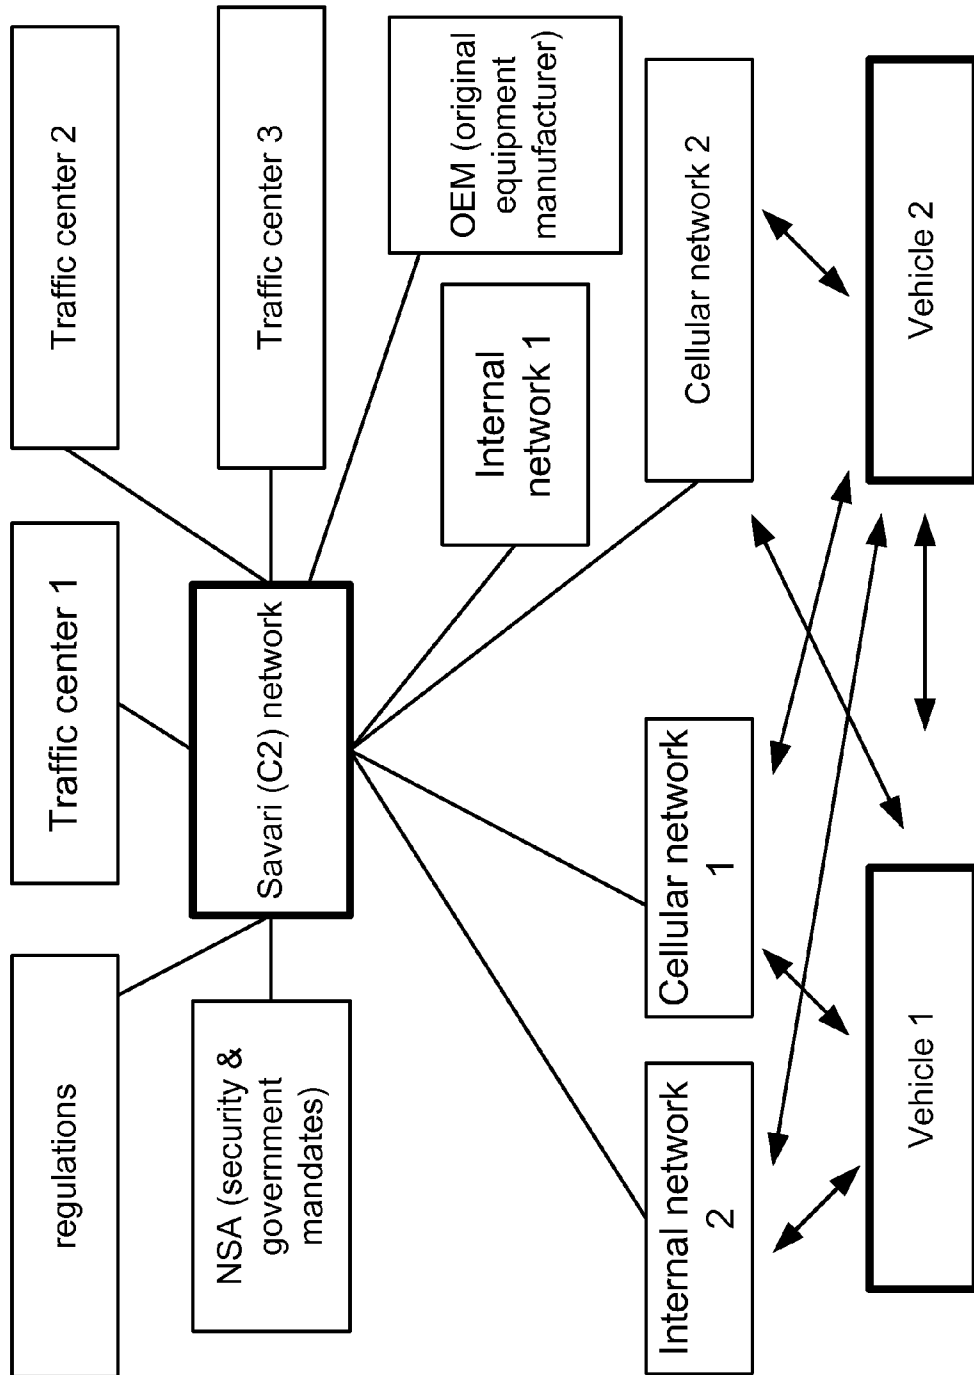 regulations
Traffic center 1
Traffic center 2
NSA (security &
government
mandates)
Savari (C2) network
Traffic center 3
OEM (original
equipment
manufacturer)
Internal
network 1
Internal network
2
Cellular network
1
Cellular network 2
Vehicle 1
Vehicle 2